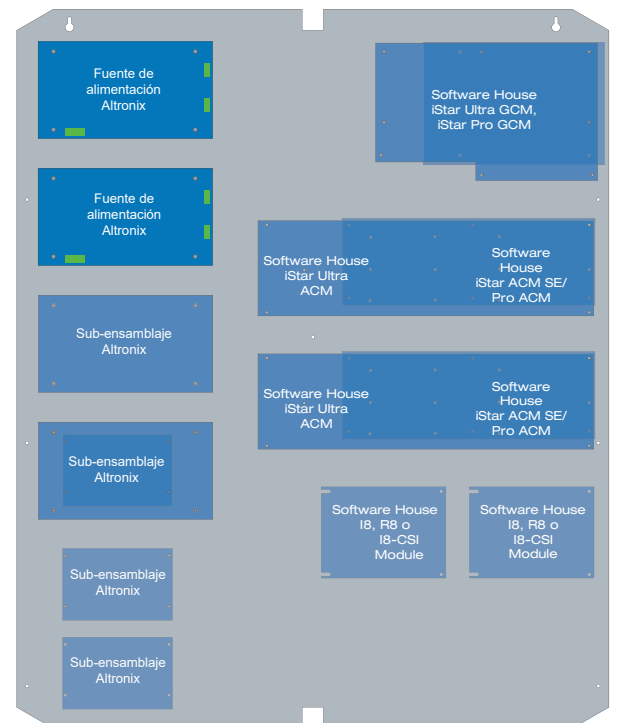 Fuente de
alimentación
Altronix
Software House
iStar Ultra GCM,
iStar Pro GCM
Fuente de
alimentación
Altronix
Software House
iStar Ultra
ACM
Software
House
iStar ACM SE/
Pro ACM
Sub-ensamblaje
Altronix
Software House
iStar Ultra
ACM
Software
House
iStar ACM SE/
Pro ACM
Sub-ensamblaje
Altronix
Software House
I8, R8 o
I8-CSI
Module
Software House
I8, R8 o
I8-CSI
Module
Sub-ensamblaje
Altronix
Sub-ensamblaje
Altronix